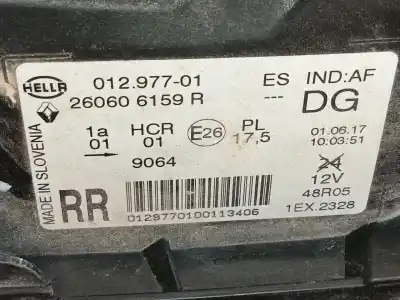 HELLA
012.977-01
ES IND:AF
26060 6159 R
--- DG
1a
01
HCR
01
E26
PL
17,5
01.06.17
10:03:51
9064
24
12V
48R05
1EX.2328
MADE IN SLOVENIA
RR
0129770100113406